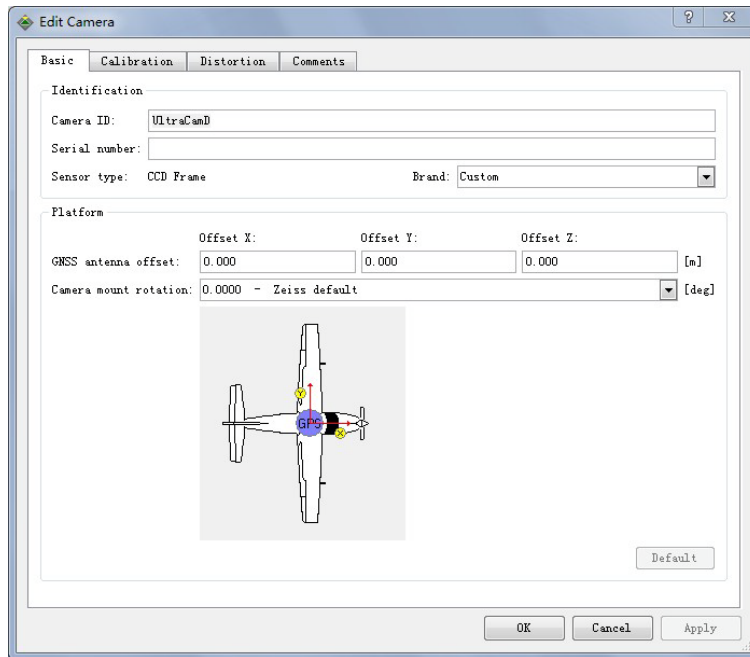 Edit Camera
Basic Calibration Distortion Comments
Identification
Camera ID: UltraCamD
Serial number:
Sensor type: CCD Frame Brand: Custom
Platform
Offset X: Offset Y: Offset Z:
GNSS antenna offset: 0.000 0.000 0.000 [m]
Camera mount rotation: 0.0000 - Zeiss default [deg]
Y
GPS
X
Default
OK Cancel Apply